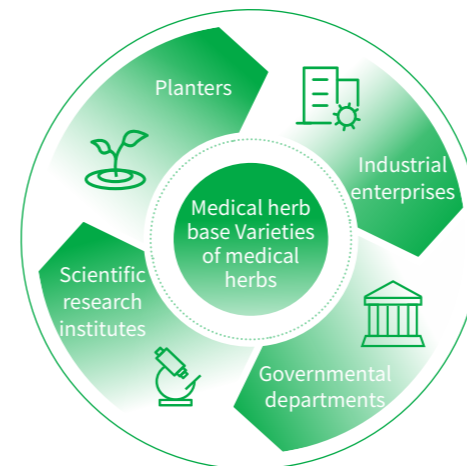 Planters
Industrial
enterprises
Medical herb
base Varieties
of medical
herbs
Scientific
research
institutes
Governmental
departments